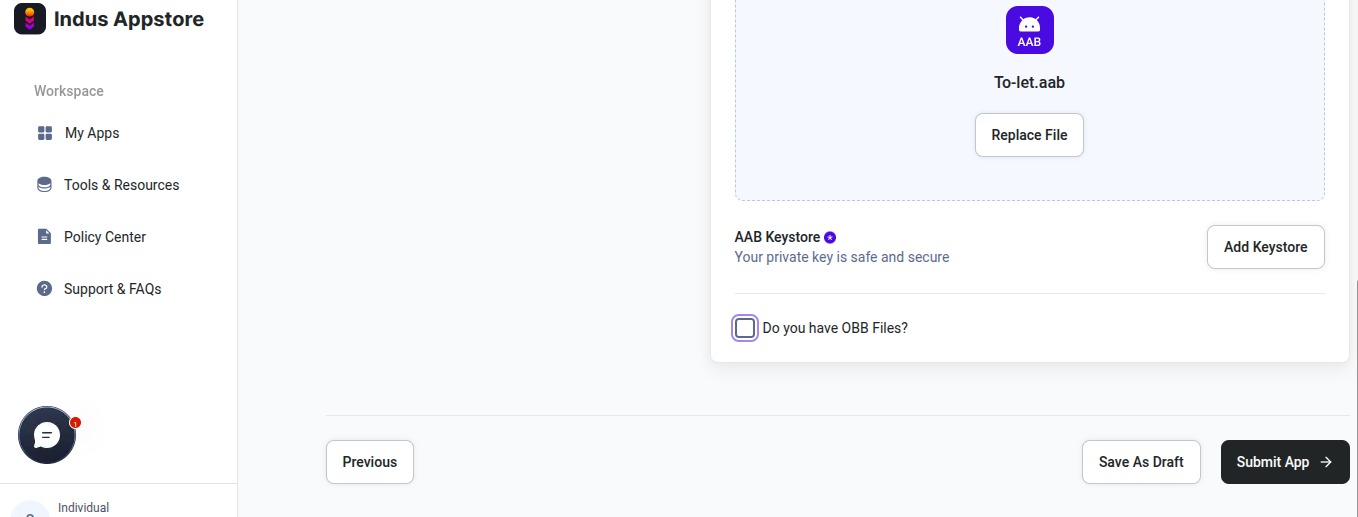 Indus Appstore
Workspace
My Apps
Tools & Resources
Policy Center
Support & FAQs
1
Individual
AAB
To-let.aab
Replace File
AAB Keystore
Your private key is safe and secure
Add Keystore
Do you have OBB Files?
Previous
Save As Draft
Submit App